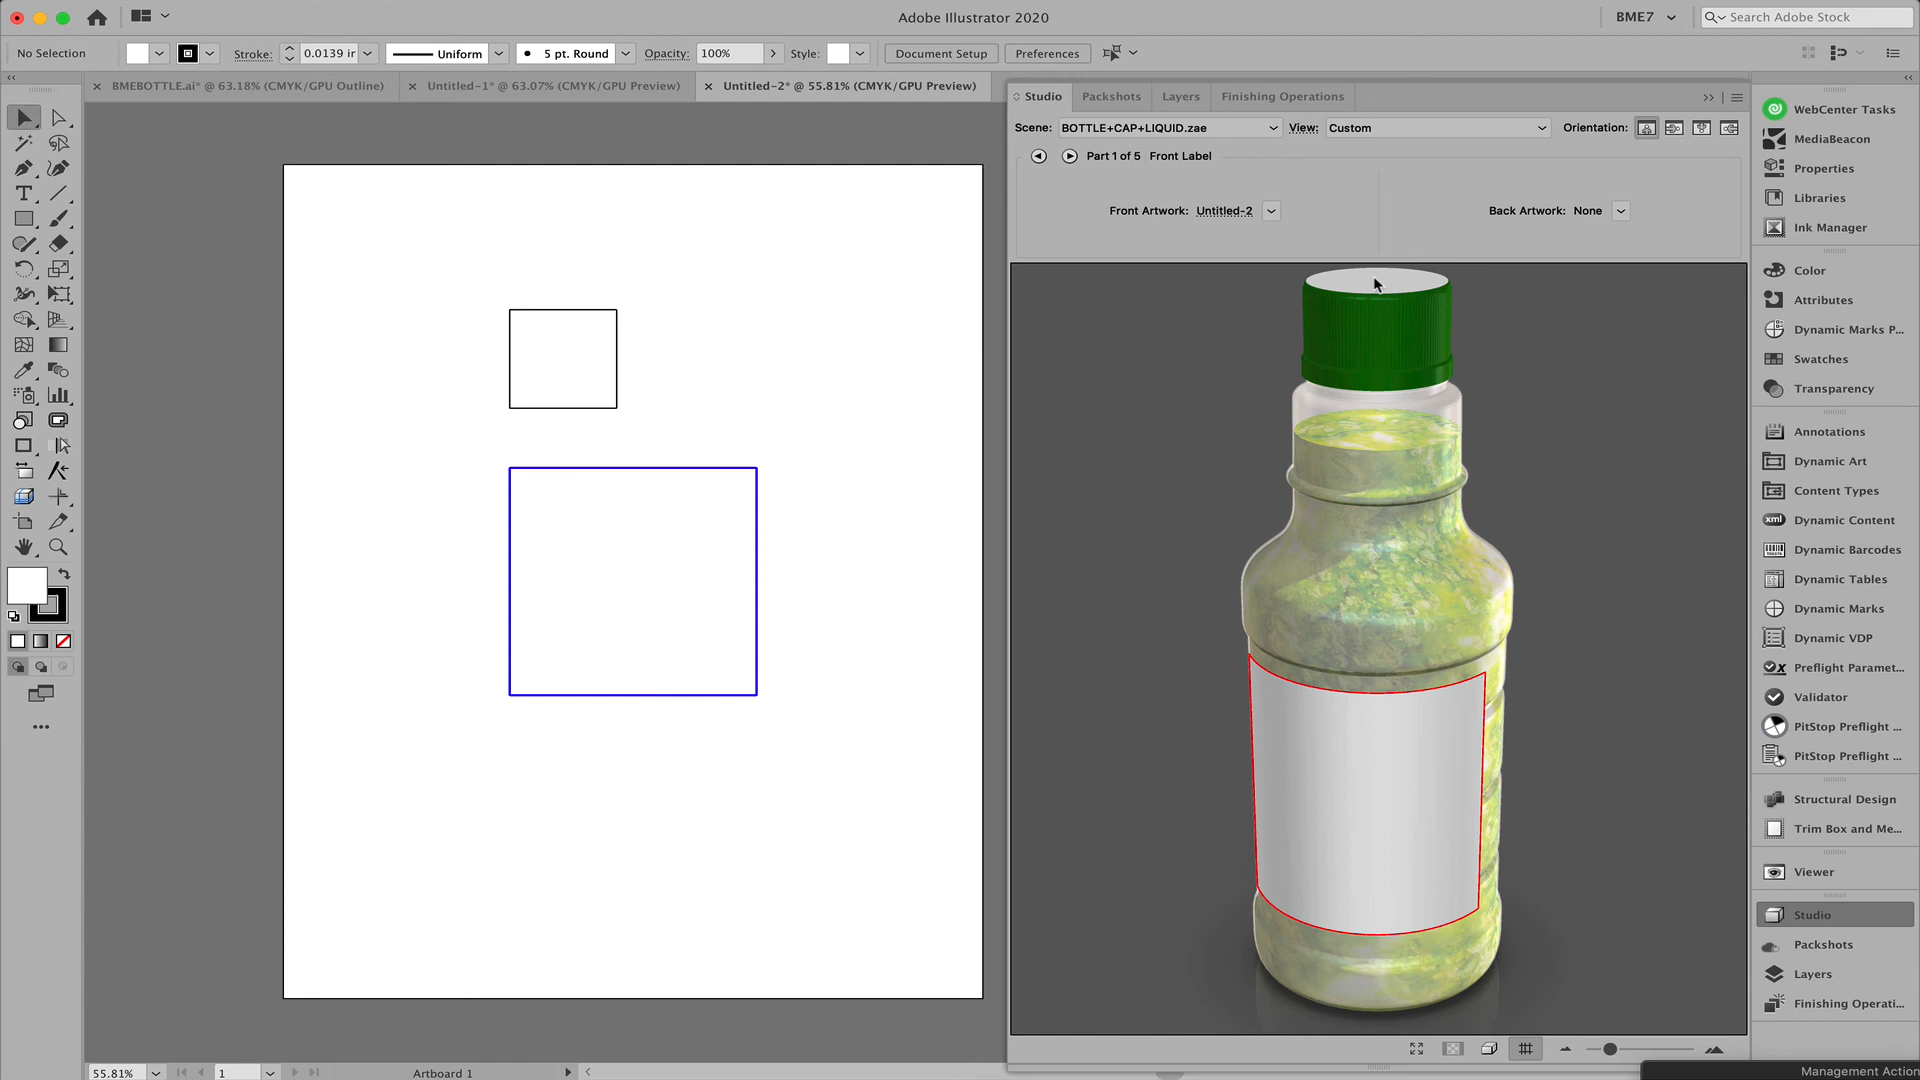 Adobe Illustrator 2020
BME7
Search Adobe Stock
No Selection
Stroke:
0.0139 ir
Uniform
5 pt. Round
Opacity:
100%
Style:
Document Setup
Preferences
BMEBOTTLE.ai* @ 63.18% (CMYK/GPU Outline)
Untitled-1* @ 63.07% (CMYK/GPU Preview)
Untitled-2* @ 55.81% (CMYK/GPU Preview)
Studio
Packshots
Layers
Finishing Operations
Scene:
BOTTLE+CAP+LIQUID.zae
View:
Custom
Orientation:
Part 1 of 5 Front Label
Front Artwork: Untitled-2
Back Artwork: None
WebCenter Tasks
MediaBeacon
Properties
Libraries
Ink Manager
Color
Attributes
Dynamic Marks P...
Swatches
Transparency
Annotations
Dynamic Art
Content Types
xml
Dynamic Content
Dynamic Barcodes
Dynamic Tables
Dynamic Marks
Dynamic VDP
Preflight Paramet...
Validator
PitStop Preflight ...
PitStop Preflight ...
Structural Design
Trim Box and Me...
Viewer
Studio
Packshots
Layers
Finishing Operati...
55.81%
1
Artboard 1
Management Action